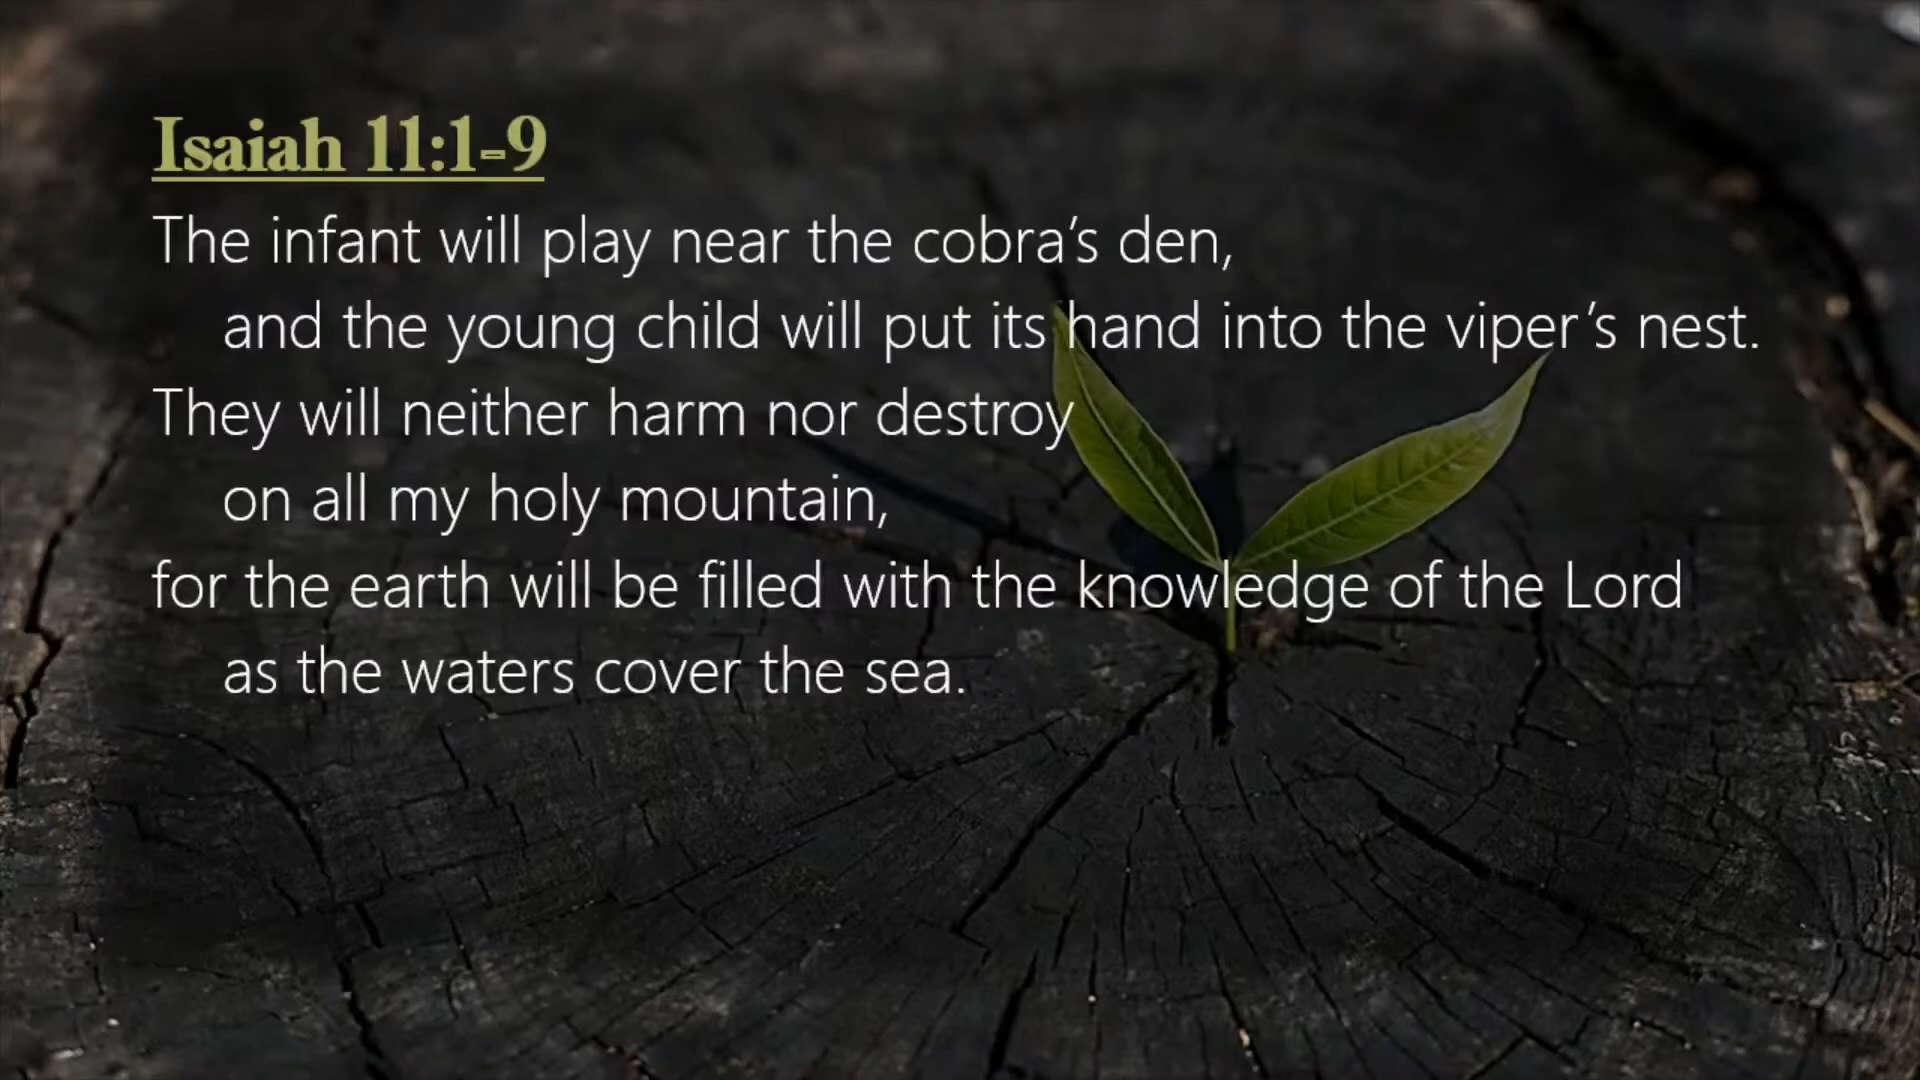 Isaiah 11:1-9
The infant will play near the cobra’s den,
and the young child will put its hand into the viper’s nest.
They will neither harm nor destroy
on all my holy mountain,
for the earth will be filled with the knowledge of the Lord
as the waters cover the sea.